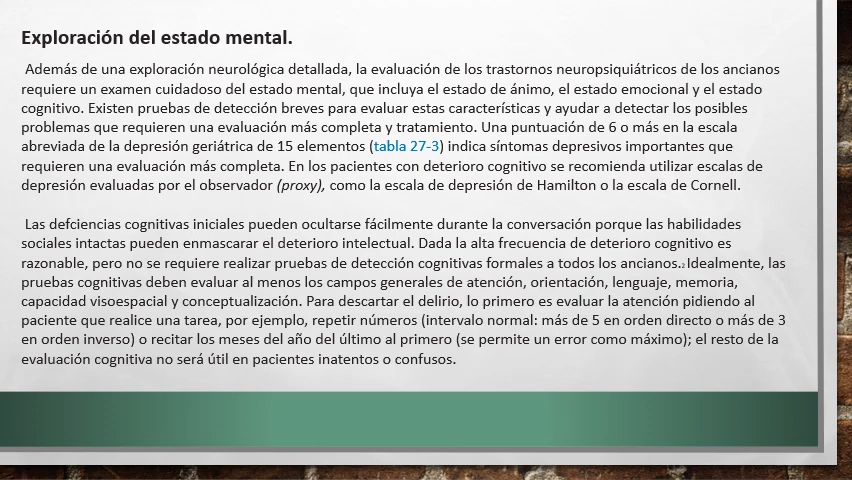 Exploración del estado mental.
Además de una exploración neurológica detallada, la evaluación de los trastornos neuropsiquiátricos de los ancianos
requiere un examen cuidadoso del estado mental, que incluya el estado de ánimo, el estado emocional y el estado
cognitivo. Existen pruebas de detección breves para evaluar estas características y ayudar a detectar los posibles
problemas que requieren una evaluación más completa y tratamiento. Una puntuación de 6 o más en la escala
abreviada de la depresión geriátrica de 15 elementos (tabla 27-3) indica síntomas depresivos importantes que
requieren una evaluación más completa. En los pacientes con deterioro cognitivo se recomienda utilizar escalas de
depresión evaluadas por el observador (proxy), como la escala de depresión de Hamilton o la escala de Cornell.
Las defciencias cognitivas iniciales pueden ocultarse fácilmente durante la conversación porque las habilidades
sociales intactas pueden enmascarar el deterioro intelectual. Dada la alta frecuencia de deterioro cognitivo es
razonable, pero no se requiere realizar pruebas de detección cognitivas formales a todos los ancianos.. Idealmente, las
pruebas cognitivas deben evaluar al menos los campos generales de atención, orientación, lenguaje, memoria,
capacidad visoespacial y conceptualización. Para descartar el delirio, lo primero es evaluar la atención pidiendo al
paciente que realice una tarea, por ejemplo, repetir números (intervalo normal: más de 5 en orden directo o más de 3
en orden inverso) o recitar los meses del año del último al primero (se permite un error como máximo); el resto de la
evaluación cognitiva no será útil en pacientes inatentos o confusos.